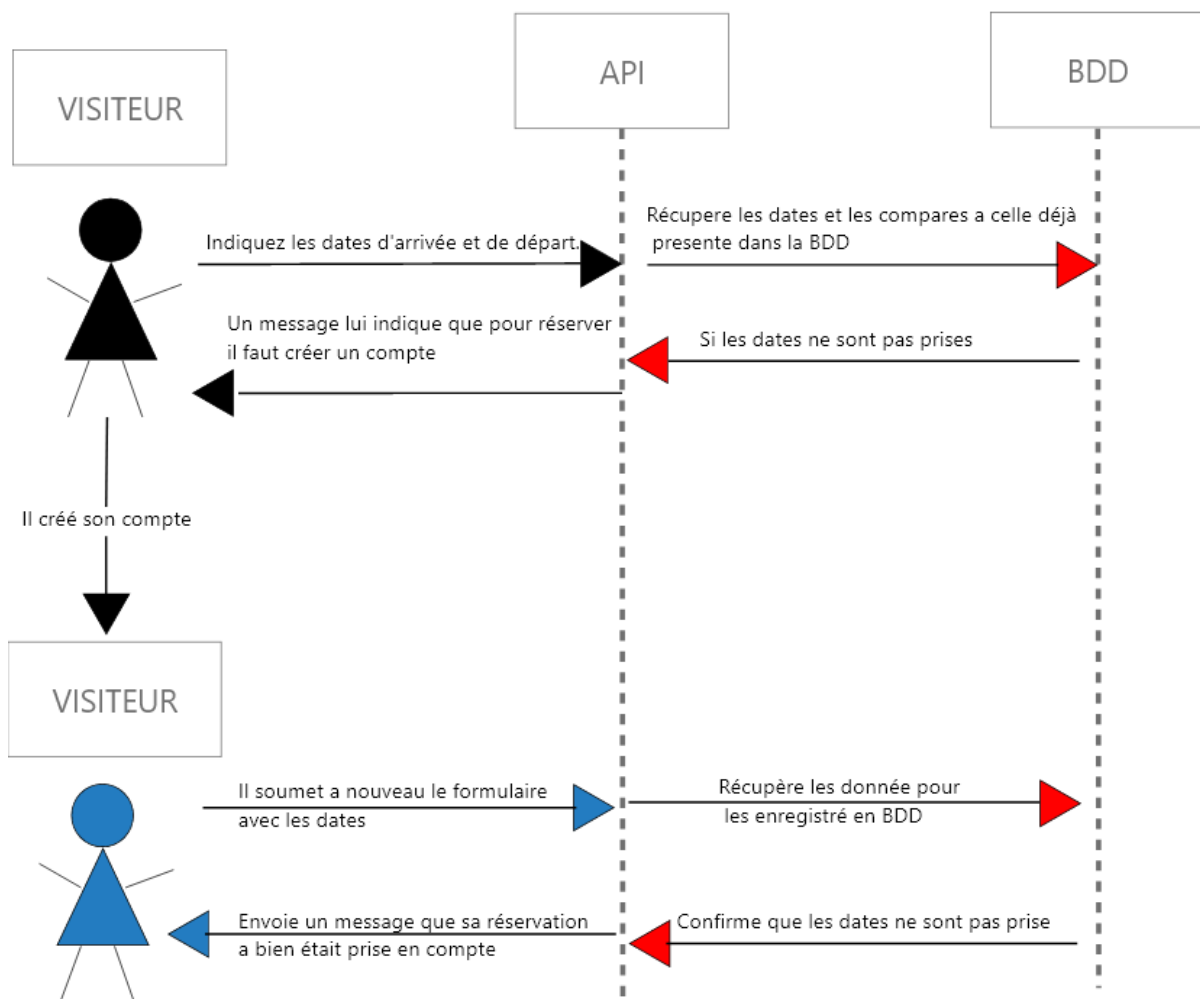 API
BDD
VISITEUR
Indiquez les dates d'arrivée et de départ.
Récupere les dates et les compares a celle déjà
presente dans la BDD
Un message lui indique que pour réserver
il faut créer un compte
Si les dates ne sont pas prises
Il créé son compte
VISITEUR
Il soumet a nouveau le formulaire
avec les dates
Récupère les donnée pour
les enregistré en BDD
Envoie un message que sa réservation
a bien était prise en compte
Confirme que les dates ne sont pas prise